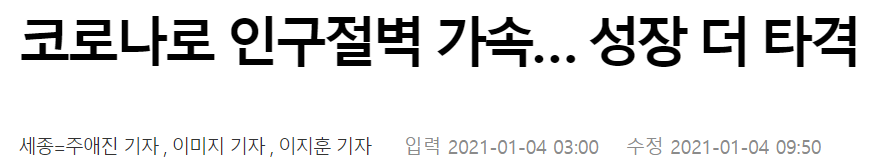 코로나로 인구절벽 가속… 성장 더 타격
세종=주애진 기자, 이미지 기자, 이지훈 기자 입력 2021-01-04 03:00 수정 2021-01-04 09:50